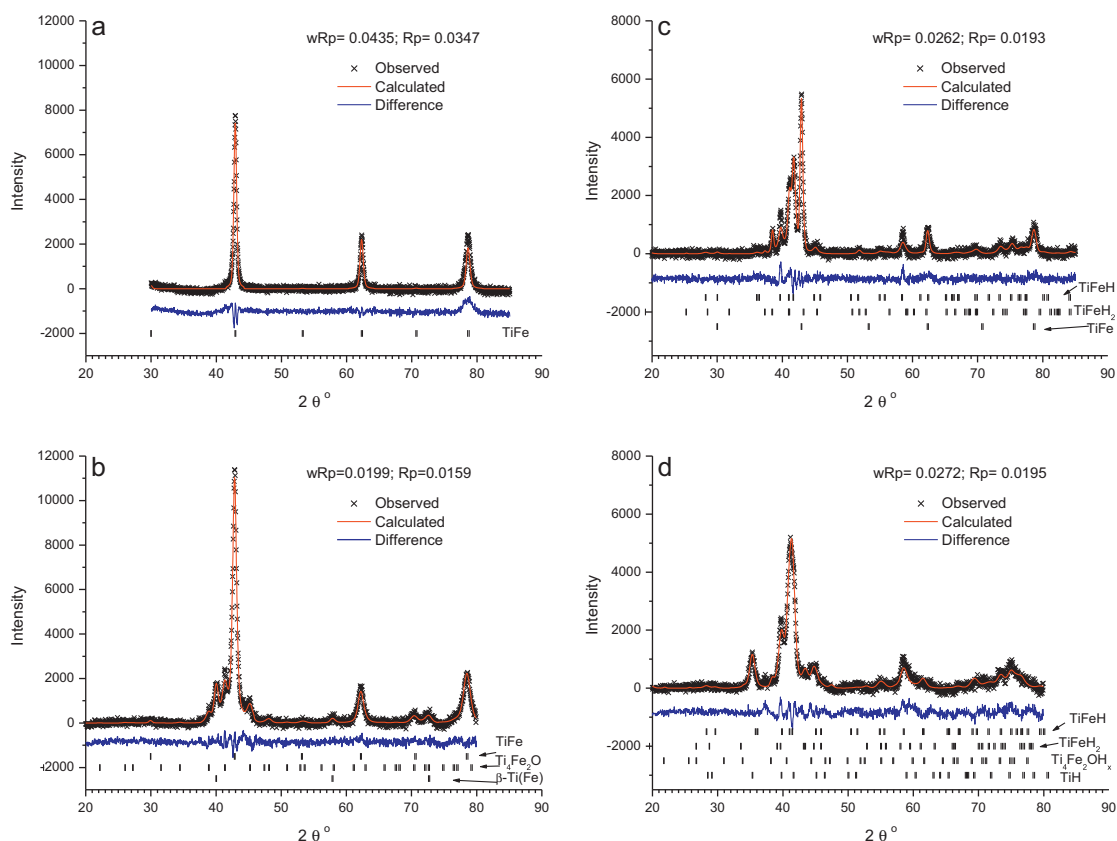 a
wRp= 0.0435; Rp= 0.0347
Observed
Calculated
Difference
12000
10000
8000
6000
4000
2000
0
-2000
Intensity
TiFe
20 30 40 50 60 70 80 90
2 θ °
c
wRp= 0.0262; Rp= 0.0193
Observed
Calculated
Difference
8000
6000
4000
2000
0
-2000
Intensity
TiFeH
TiFeH₂
TiFe
20 30 40 50 60 70 80 90
2 θ °
b
wRp=0.0199; Rp=0.0159
Observed
Calculated
Difference
12000
10000
8000
6000
4000
2000
0
-2000
Intensity
TiFe
Ti₄Fe₂O
β-Ti(Fe)
20 30 40 50 60 70 80 90
2 θ °
d
wRp= 0.0272; Rp= 0.0195
Observed
Calculated
Difference
8000
6000
4000
2000
0
-2000
Intensity
TiFeH
TiFeH₂
Ti₄Fe₂OHₓ
TiH
20 30 40 50 60 70 80 90
2 θ °